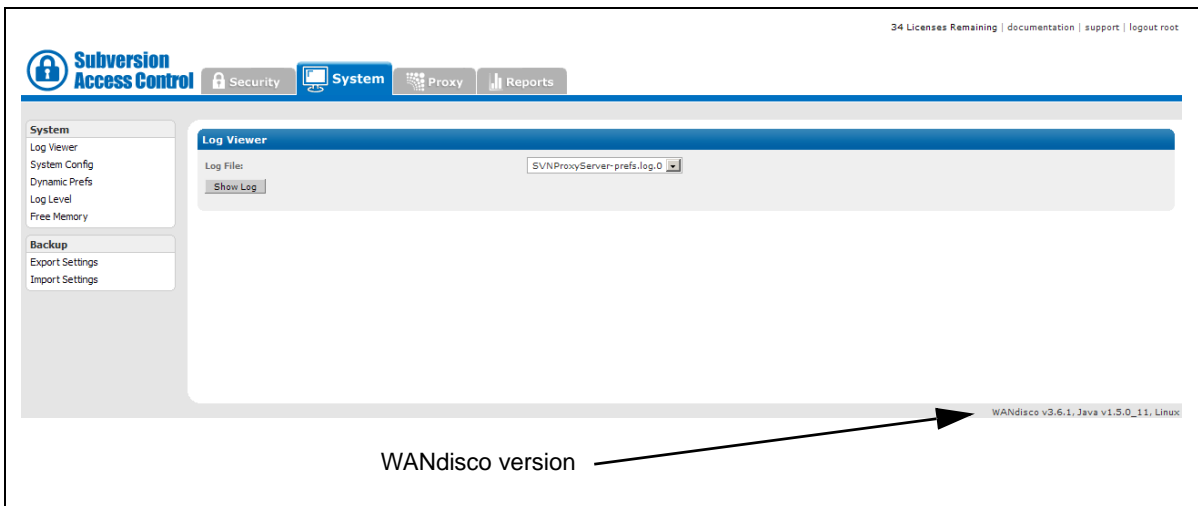 34 Licenses Remaining | documentation | support | logout root
Subversion
Access Control
Security
System
Proxy
Reports
System
Log Viewer
System Config
Dynamic Prefs
Log Level
Free Memory
Backup
Export Settings
Import Settings
Log Viewer
Log File:
SVNProxyServer-prefs.log.0
Show Log
WANdisco v3.6.1, Java v1.5.0_11, Linux
WANdisco version